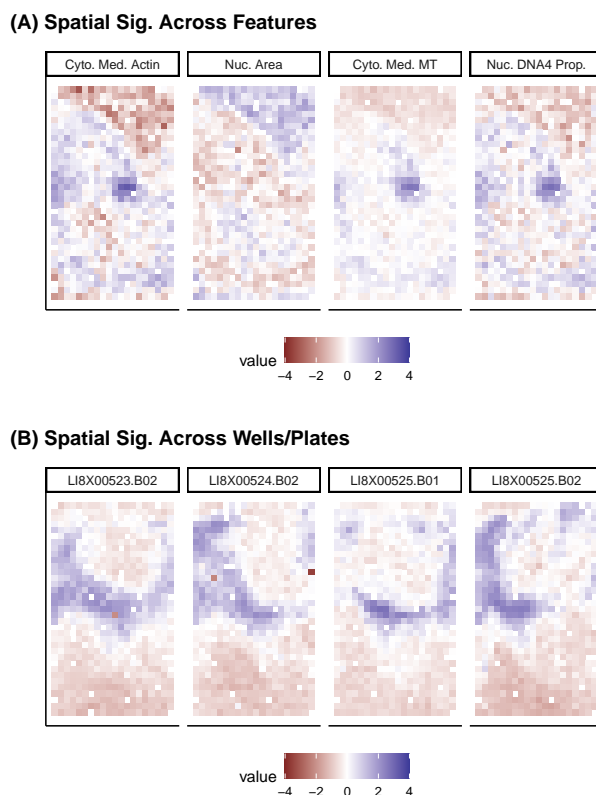 (A) Spatial Sig. Across Features
Cyto. Med. Actin Nuc. Area Cyto. Med. MT Nuc. DNA4 Prop.
value
−4 −2 0 2 4
(B) Spatial Sig. Across Wells/Plates
LI8X00523.B02 LI8X00524.B02 LI8X00525.B01 LI8X00525.B02
value
−4 −2 0 2 4